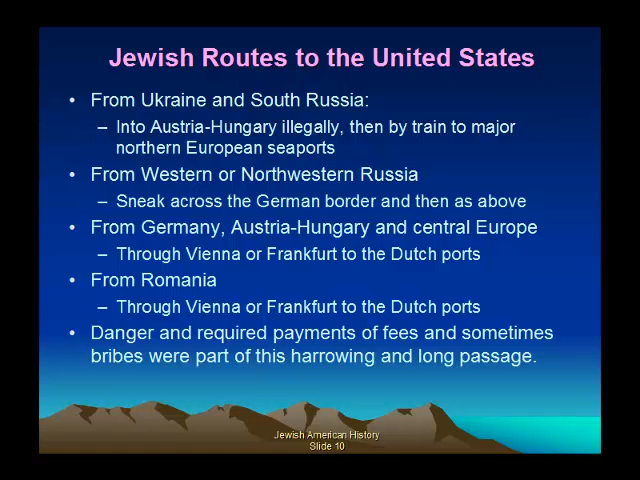 Jewish Routes to the United States
• From Ukraine and South Russia:
– Into Austria-Hungary illegally, then by train to major
northern European seaports
• From Western or Northwestern Russia
– Sneak across the German border and then as above
• From Germany, Austria-Hungary and central Europe
– Through Vienna or Frankfurt to the Dutch ports
• From Romania
– Through Vienna or Frankfurt to the Dutch ports
• Danger and required payments of fees and sometimes
bribes were part of this harrowing and long passage.
Jewish American History
Slide 10